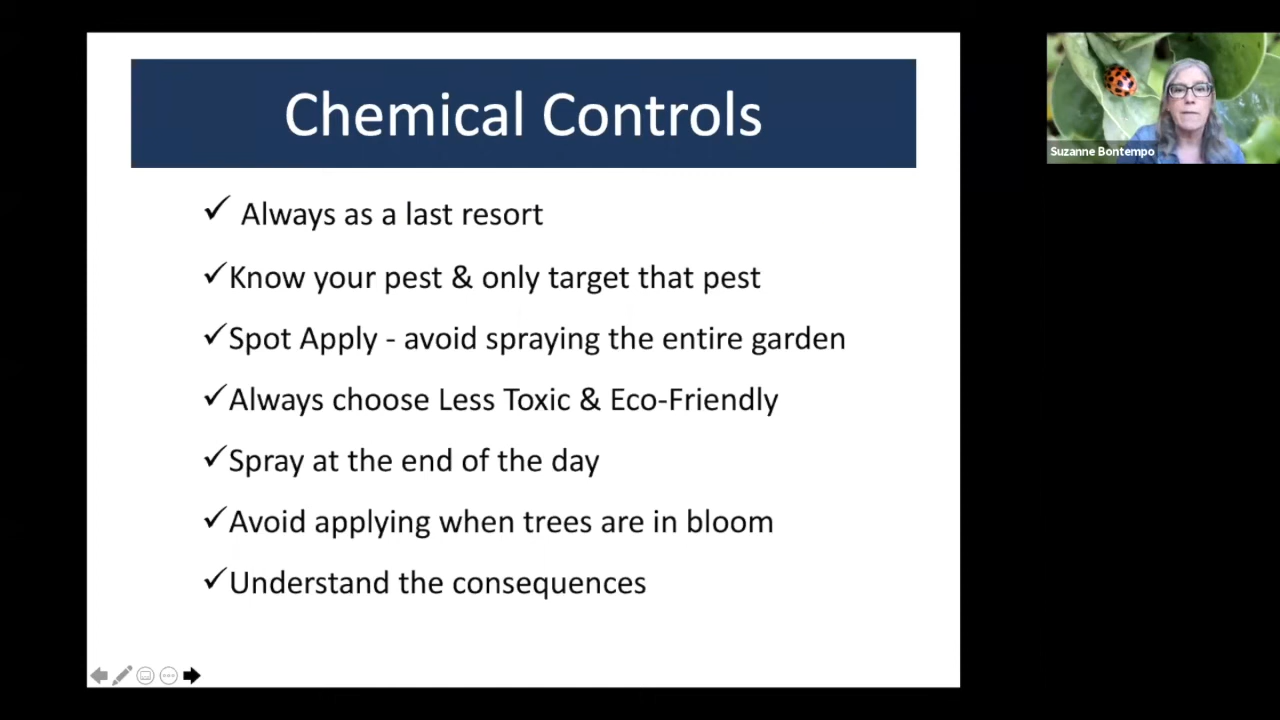 Chemical Controls
✓ Always as a last resort
✓Know your pest & only target that pest
✓Spot Apply - avoid spraying the entire garden
✓Always choose Less Toxic & Eco-Friendly
✓Spray at the end of the day
✓Avoid applying when trees are in bloom
✓Understand the consequences
Suzanne Bontempo